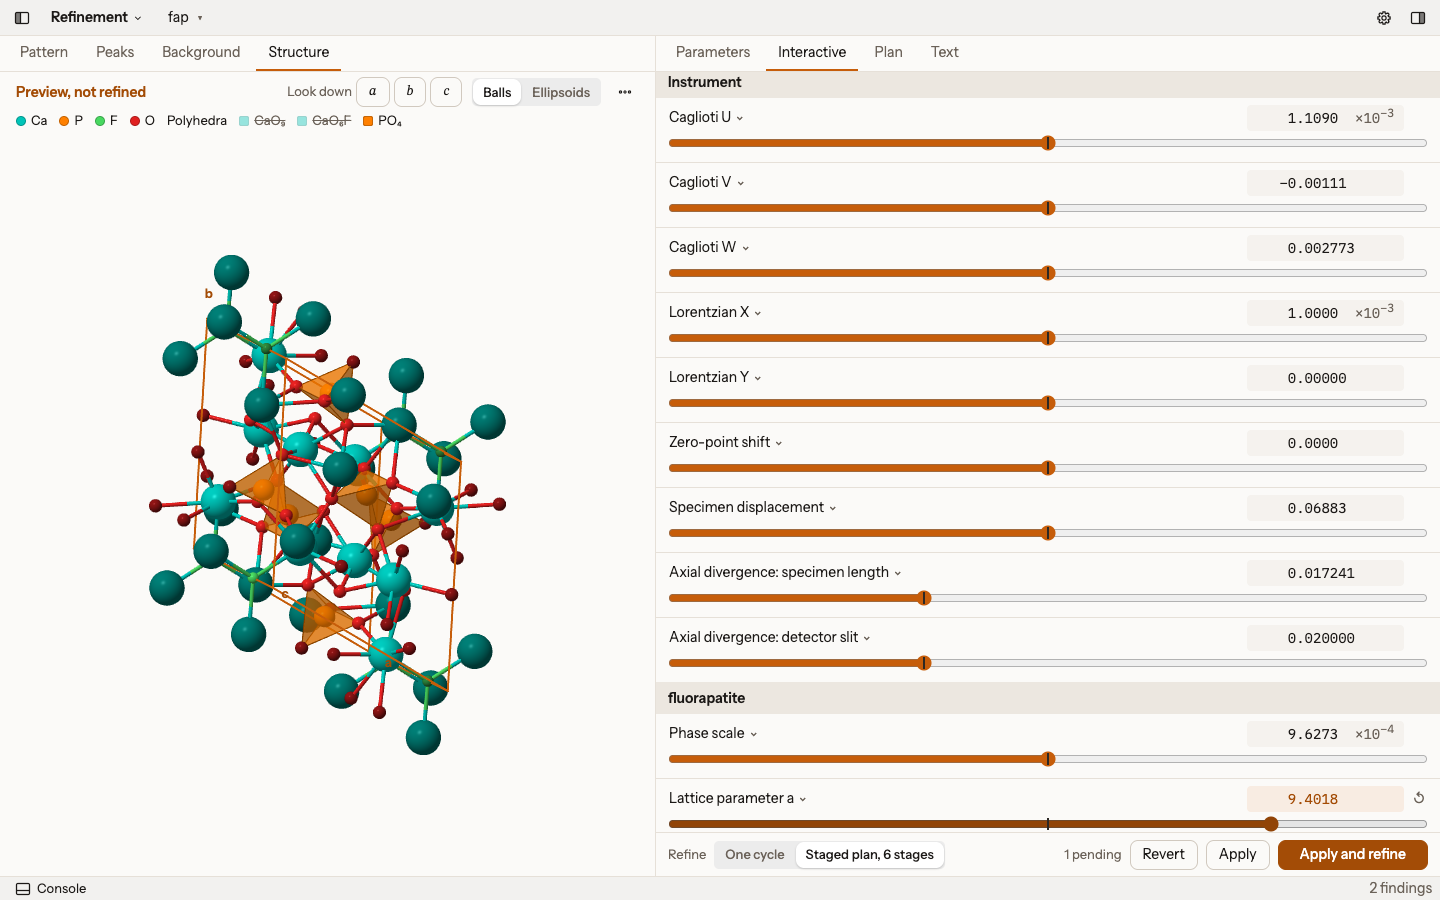 Refinement fap
Pattern Peaks Background Structure
Parameters Interactive Plan Text
Preview, not refined
Look down a b c
Balls Ellipsoids
Ca P F O Polyhedra CaO₉ CaO₆F PO₄
b
c
a
Instrument
Caglioti U 1.1090 ×10⁻³
Caglioti V −0.00111
Caglioti W 0.002773
Lorentzian X 1.0000 ×10⁻³
Lorentzian Y 0.00000
Zero-point shift 0.0000
Specimen displacement 0.06883
Axial divergence: specimen length 0.017241
Axial divergence: detector slit 0.020000
fluorapatite
Phase scale 9.6273 ×10⁻⁴
Lattice parameter a 9.4018
Refine One cycle Staged plan, 6 stages 1 pending Revert Apply Apply and refine
Console 2 findings